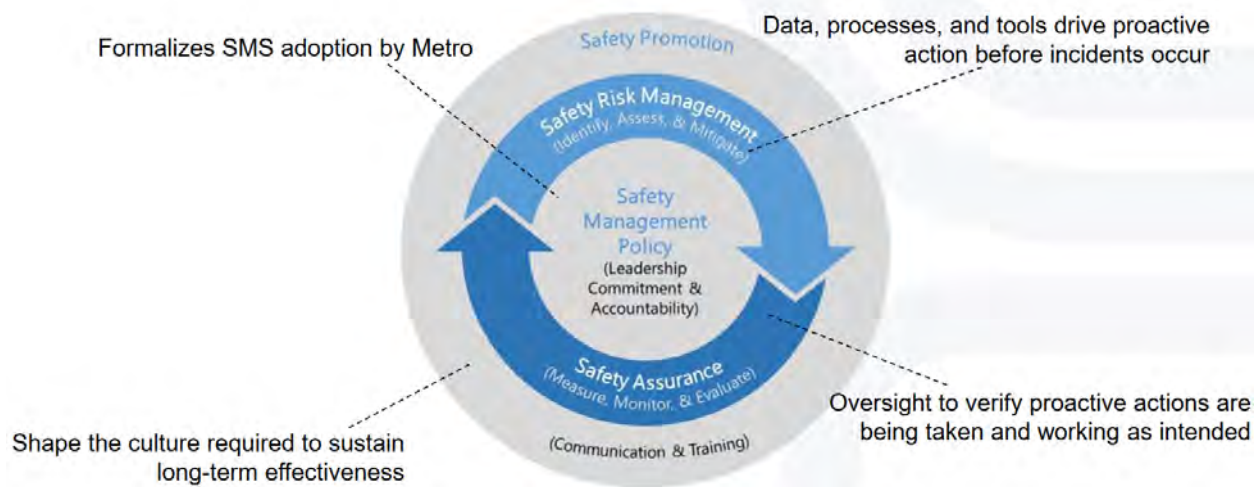 Formalizes SMS adoption by Metro
Data, processes, and tools drive proactive
action before incidents occur
Safety Promotion
Safety Risk Management
(Identify, Assess, & Mitigate)
Safety
Management
Policy
(Leadership
Commitment &
Accountability)
Safety Assurance
(Measure, Monitor, & Evaluate)
(Communication & Training)
Shape the culture required to sustain
long-term effectiveness
Oversight to verify proactive actions are
being taken and working as intended